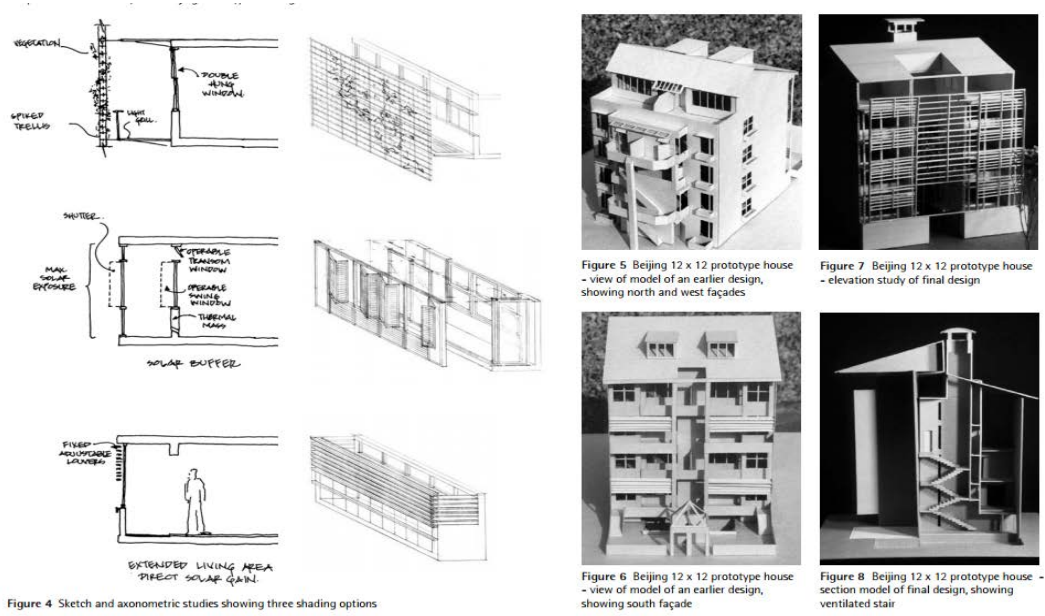 VEGETATION
DOUBLE
HUNG
WINDOW.
SPIKED
TRELLIS
LIGHT
SHUTTER.
OPERABLE
TRANSOM
WINDOW
MAX
SOLAR
EXPOSURE
OPERABLE
SWING
WINDOW
THERMAL
MASS
SOLAR BUFFER
FIXED
ADJUSTABLE
LOUVERS
EXTENDED LIVING AREA
DIRECT SOLAR GAIN.
Figure 4 Sketch and axonometric studies showing three shading options
Figure 5 Beijing 12 x 12 prototype house
– view of model of an earlier design,
showing north and west façades
Figure 7 Beijing 12 x 12 prototype house
– elevation study of final design
Figure 6 Beijing 12 x 12 prototype house
– view of model of an earlier design,
showing south façade
Figure 8 Beijing 12 x 12 prototype house –
section model of final design, showing
ventilated stair